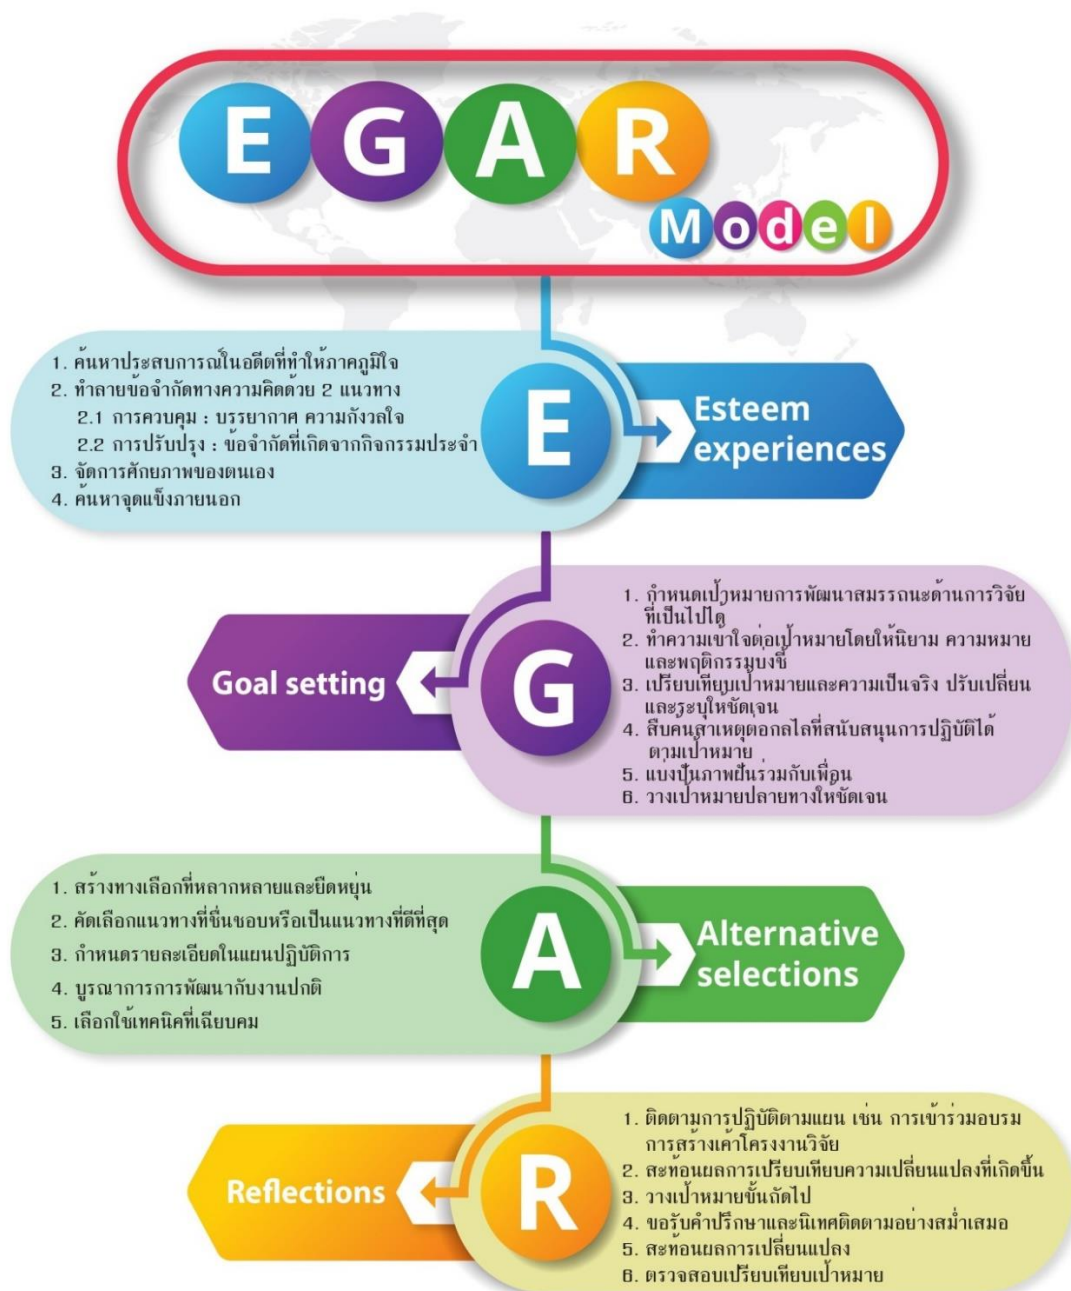 EGAR
Model
1. ค้นหาประสบการณ์ในอดีตที่ทำให้ภาคภูมิใจ
2. ทำลายข้อจำกัดทางความคิดด้วย 2 แนวทาง
2.1 การควบคุม : บรรยากาศ ความกังวลใจ
2.2 การปรับปรุง : ข้อจำกัดที่เกิดจากกิจกรรมประจำ
3. จัดการศักยภาพของตนเอง
4. ค้นหาจุดแข็งภายนอก
E
Esteem
experiences
Goal setting
G
1. กำหนดเป้าหมายการพัฒนาสมรรถนะด้านการวิจัย
ที่เป็นไปได้
2. ทำความเข้าใจต่อเป้าหมายโดยให้นิยาม ความหมาย
และพฤติกรรมบ่งชี้
3. เปรียบเทียบเป้าหมายและความเป็นจริง ปรับเปลี่ยน
และระบุให้ชัดเจน
4. สืบค้นสาเหตุต่อกลไลที่สนับสนุนการปฏิบัติได้
ตามเป้าหมาย
5. แบ่งปันภาพฝันร่วมกับเพื่อน
6. วางเป้าหมายปลายทางให้ชัดเจน
1. สร้างทางเลือกที่หลากหลายและยืดหยุ่น
2. คัดเลือกแนวทางที่ชื่นชอบหรือเป็นแนวทางที่ดีที่สุด
3. กำหนดรายละเอียดในแผนปฏิบัติการ
4. บูรณาการการพัฒนากับงานปกติ
5. เลือกใช้เทคนิคที่เฉียบคม
A
Alternative
selections
Reflections
R
1. ติดตามการปฏิบัติตามแผน เช่น การเข้าร่วมอบรม
การสร้างเค้าโครงงานวิจัย
2. สะท้อนผลการเปรียบเทียบความเปลี่ยนแปลงที่เกิดขึ้น
3. วางเป้าหมายขั้นถัดไป
4. ขอรับคำปรึกษาและนิเทศติดตามอย่างสม่ำเสมอ
5. สะท้อนผลการเปลี่ยนแปลง
6. ตรวจสอบเปรียบเทียบเป้าหมาย